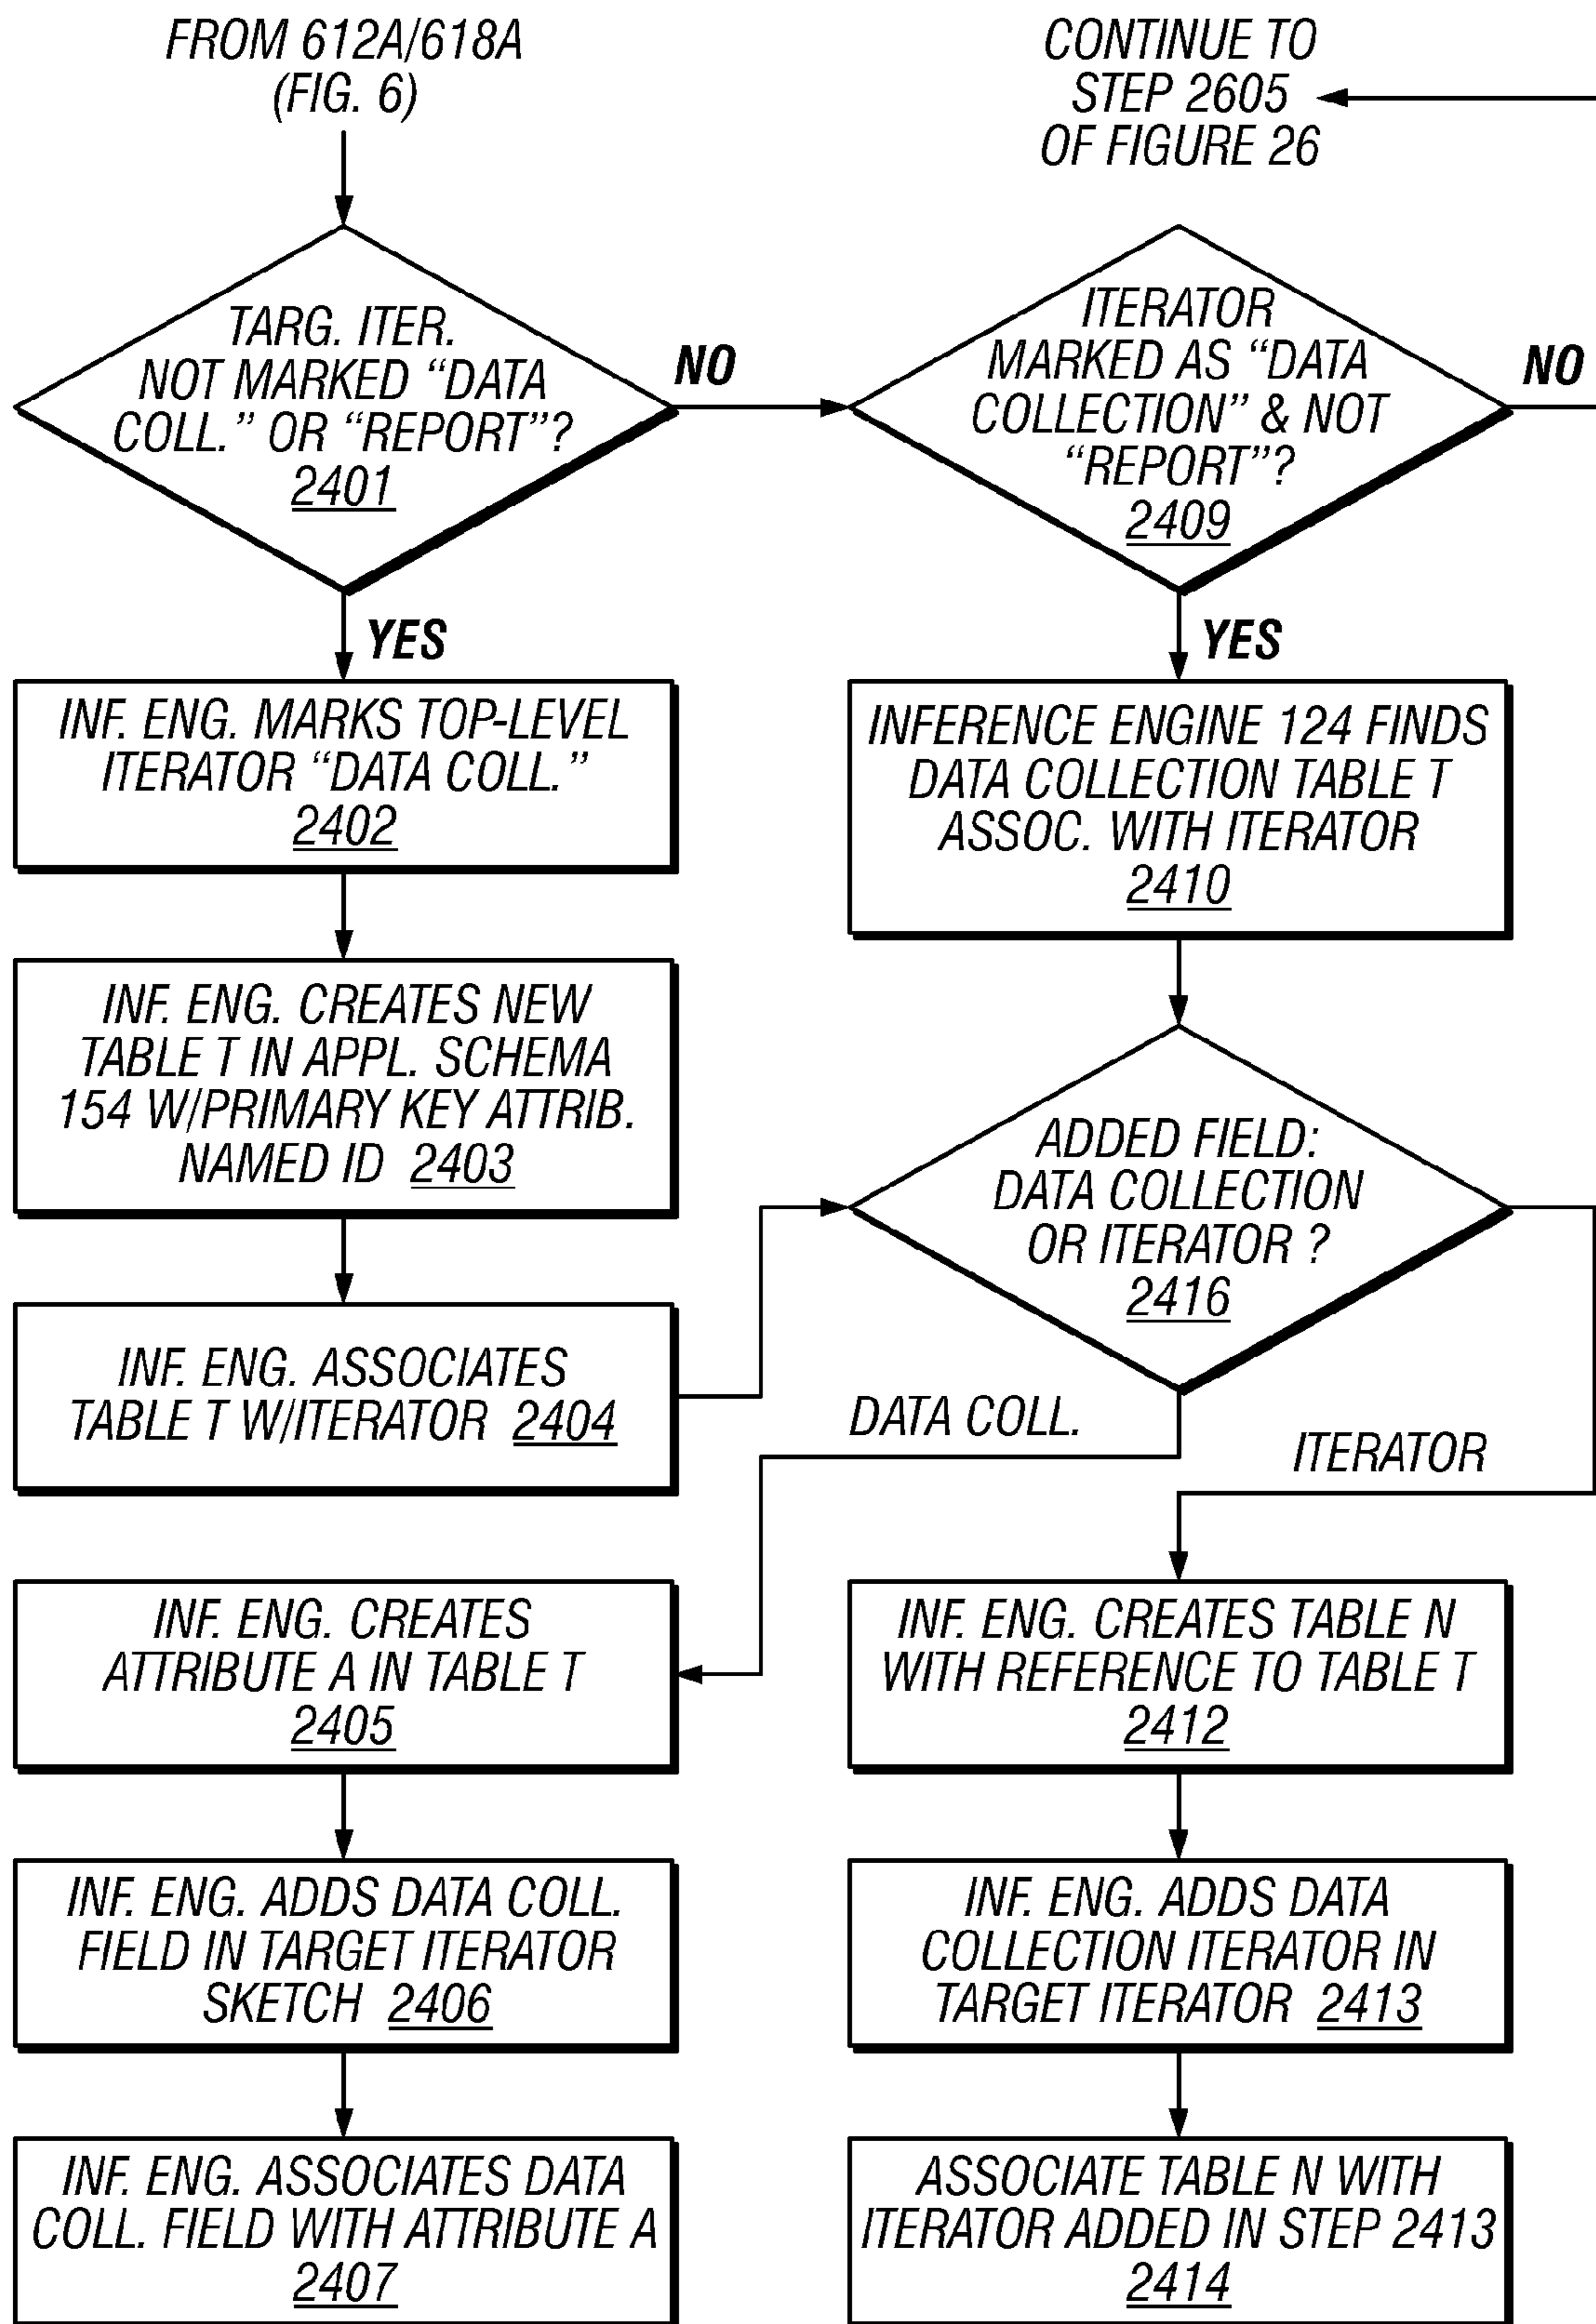 FROM 612A/618A
(FIG. 6)
CONTINUE TO
STEP 2605
OF FIGURE 26
TARG. ITER.
NOT MARKED “DATA
COLL.” OR “REPORT”?
2401
NO
YES
ITERATOR
MARKED AS “DATA
COLLECTION” & NOT
“REPORT”?
2409
NO
YES
INF. ENG. MARKS TOP-LEVEL
ITERATOR “DATA COLL.”
2402
INFERENCE ENGINE 124 FINDS
DATA COLLECTION TABLE T
ASSOC. WITH ITERATOR
2410
INF. ENG. CREATES NEW
TABLE T IN APPL. SCHEMA
154 W/PRIMARY KEY ATTRIB.
NAMED ID 2403
ADDED FIELD:
DATA COLLECTION
OR ITERATOR ?
2416
INF. ENG. ASSOCIATES
TABLE T W/ITERATOR 2404
DATA COLL.
ITERATOR
INF. ENG. CREATES
ATTRIBUTE A IN TABLE T
2405
INF. ENG. CREATES TABLE N
WITH REFERENCE TO TABLE T
2412
INF. ENG. ADDS DATA COLL.
FIELD IN TARGET ITERATOR
SKETCH 2406
INF. ENG. ADDS DATA
COLLECTION ITERATOR IN
TARGET ITERATOR 2413
INF. ENG. ASSOCIATES DATA
COLL. FIELD WITH ATTRIBUTE A
2407
ASSOCIATE TABLE N WITH
ITERATOR ADDED IN STEP 2413
2414